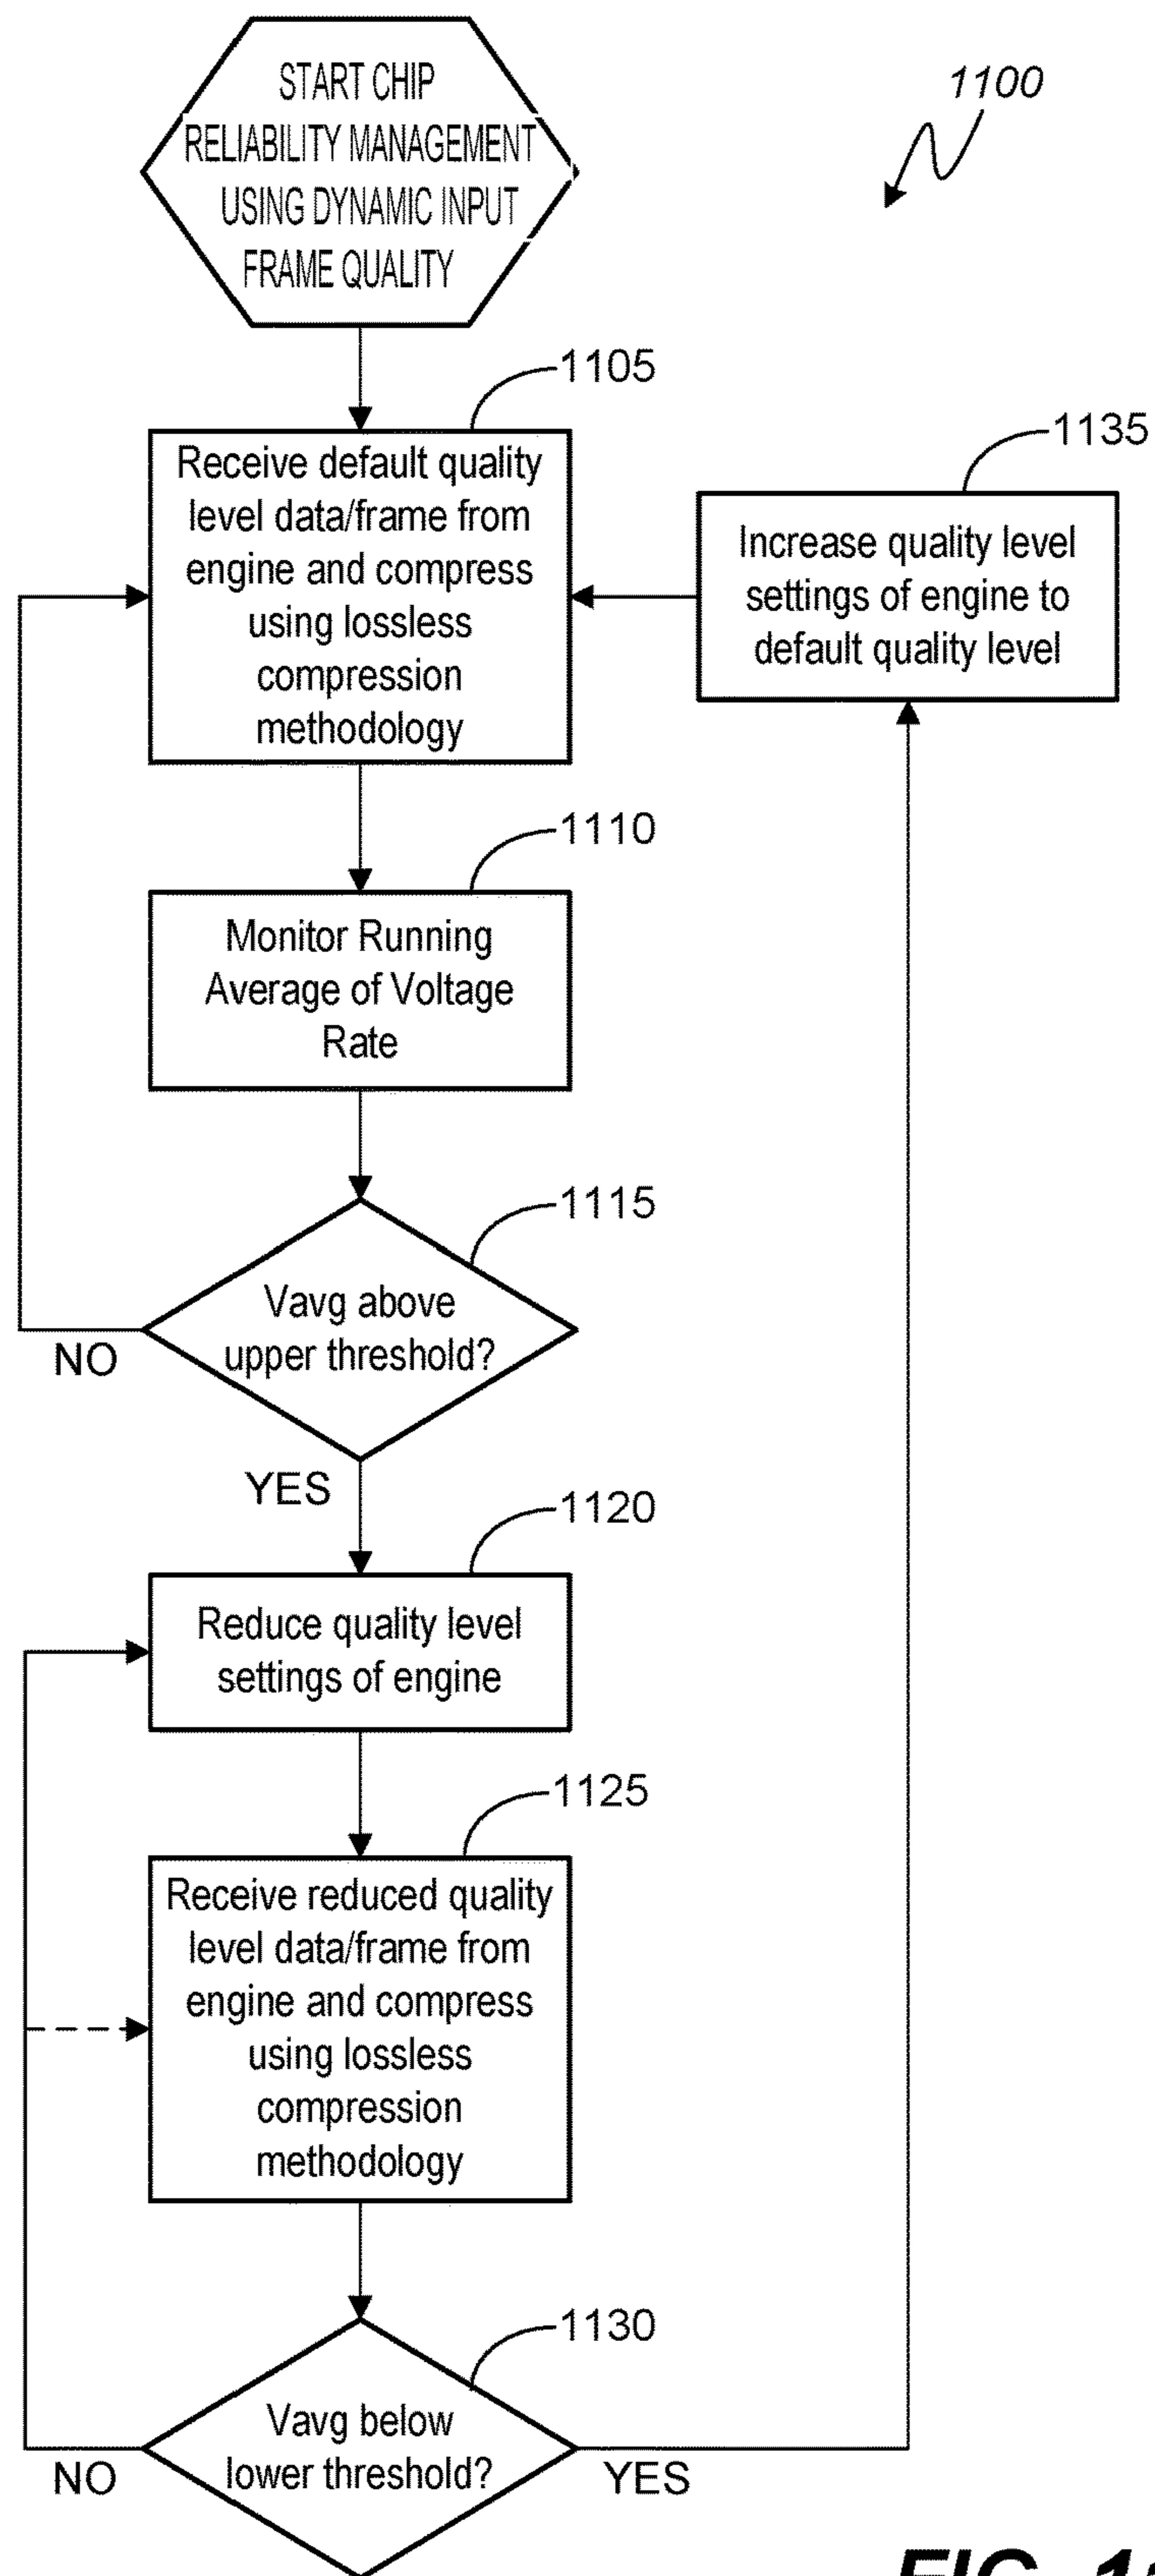 START CHIP
RELIABILITY MANAGEMENT
USING DYNAMIC INPUT
FRAME QUALITY
1100
1105
Receive default quality
level data/frame from
engine and compress
using lossless
compression
methodology
1135
Increase quality level
settings of engine to
default quality level
1110
Monitor Running
Average of Voltage
Rate
1115
Vavg above
upper threshold?
NO
YES
1120
Reduce quality level
settings of engine
1125
Receive reduced quality
level data/frame from
engine and compress
using lossless
compression
methodology
1130
Vavg below
lower threshold?
NO
YES
FIG.